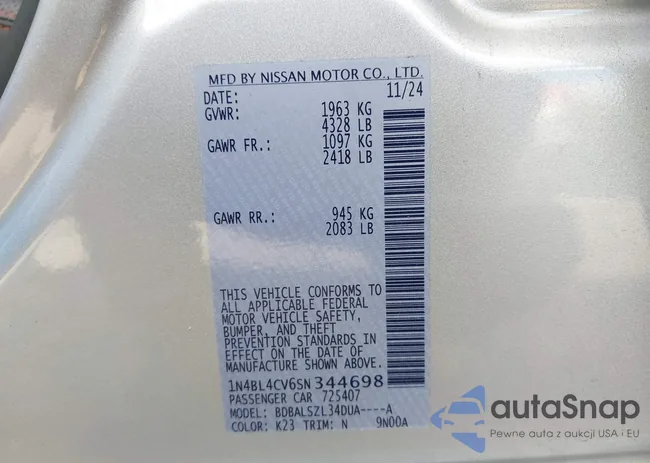 MFD BY NISSAN MOTOR CO., LTD.
DATE: 11/24
GVWR: 1963 KG
4328 LB
GAWR FR.: 1097 KG
2418 LB
GAWR RR.: 945 KG
2083 LB
THIS VEHICLE CONFORMS TO
ALL APPLICABLE FEDERAL
MOTOR VEHICLE SAFETY,
BUMPER, AND THEFT
PREVENTION STANDARDS IN
EFFECT ON THE DATE OF
MANUFACTURE SHOWN ABOVE.
1N4BL4CV6SN344698
PASSENGER CAR 725407
MODEL: BDBALSZL34DUA----A
COLOR: K23 TRIM: N 9N00A
autoSnap
Pewne auta z aukcji USA i EU